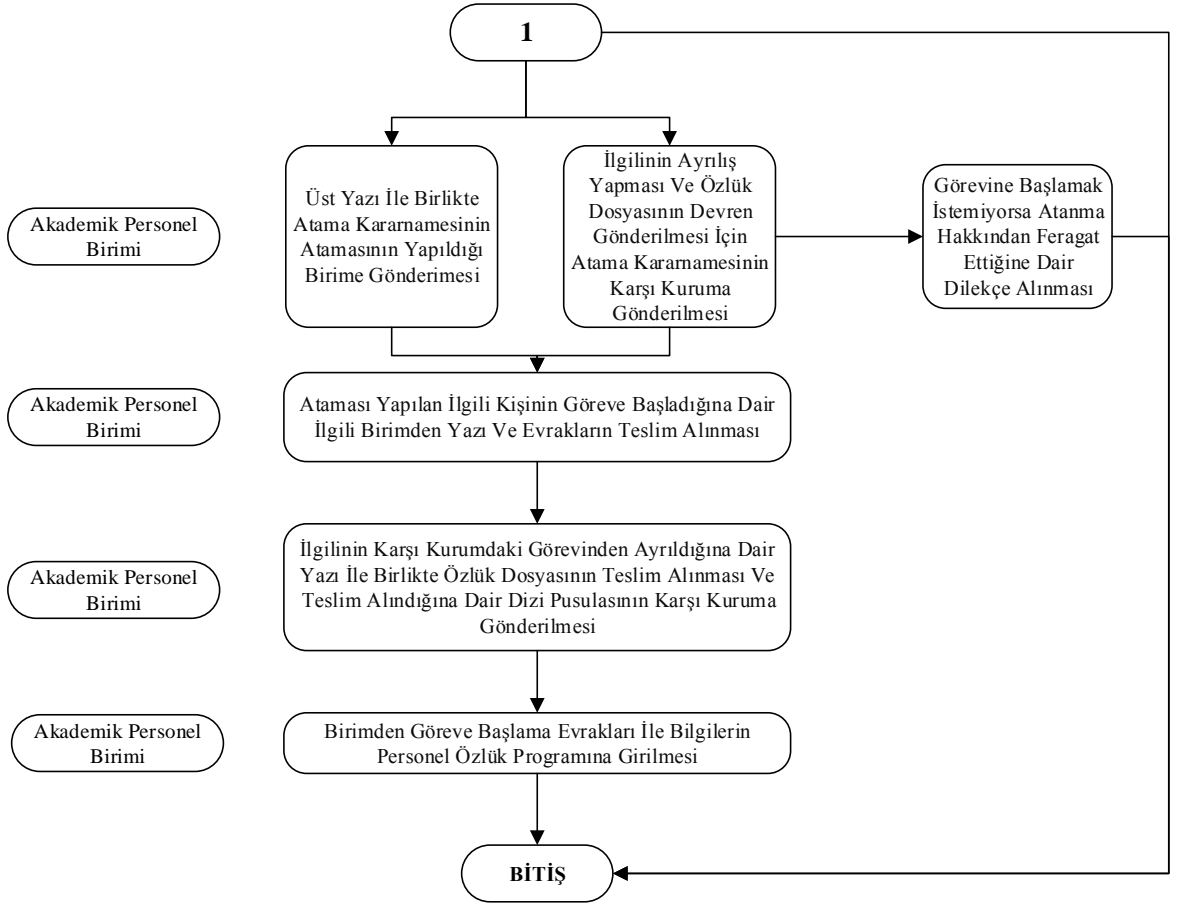 1
Akademik Personel
Birimi
Üst Yazı İle Birlikte
Atama Kararnamesinin
Atamasının Yapıldığı
Birime Gönderimesi
İlgilinin Ayrılış
Yapması Ve Özlük
Dosyasının Devren
Gönderilmesi İçin
Atama Kararnamesinin
Karşı Kuruma
Gönderilmesi
Görevine Başlamak
İstemiyorsa Atanma
Hakkından Feragat
Ettiğine Dair
Dilekçe Alınması
Akademik Personel
Birimi
Ataması Yapılan İlgili Kişinin Göreve Başladığına Dair
İlgili Birimden Yazı Ve Evrakların Teslim Alınması
Akademik Personel
Birimi
İlgilinin Karşı Kurumdaki Görevinden Ayrıldığına Dair
Yazı İle Birlikte Özlük Dosyasının Teslim Alınması Ve
Teslim Alındığına Dair Dizi Pusulasının Karşı Kuruma
Gönderilmesi
Akademik Personel
Birimi
Birimden Göreve Başlama Evrakları İle Bilgilerin
Personel Özlük Programına Girilmesi
BİTİŞ